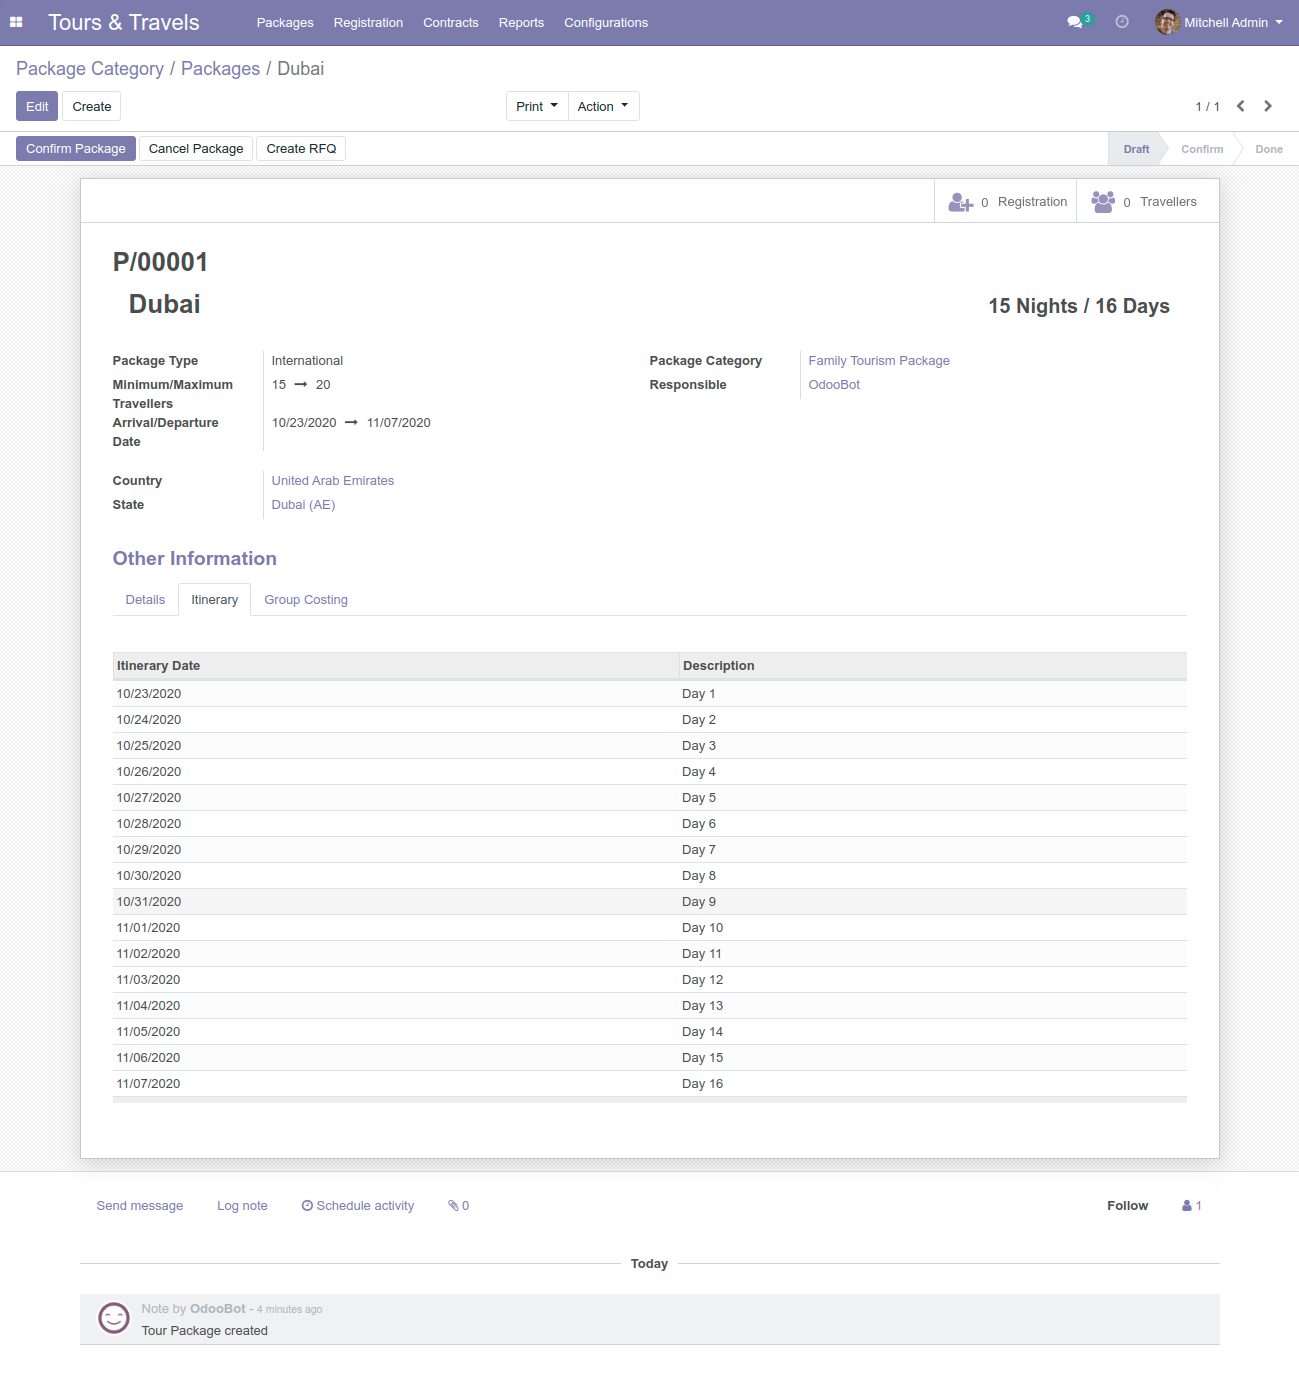 Tours & Travels Packages Registration Contracts Reports Configurations 3 Mitchell Admin
Package Category / Packages / Dubai
Edit Create Print Action 1 / 1
Confirm Package Cancel Package Create RFQ Draft Confirm Done
0 Registration 0 Travellers
P/00001
Dubai 15 Nights / 16 Days
Package Type International Package Category Family Tourism Package
Minimum/Maximum 15 20 Responsible OdooBot
Travellers
Arrival/Departure 10/23/2020 11/07/2020
Date
Country United Arab Emirates
State Dubai (AE)
Other Information
Details Itinerary Group Costing
Itinerary Date Description
10/23/2020 Day 1
10/24/2020 Day 2
10/25/2020 Day 3
10/26/2020 Day 4
10/27/2020 Day 5
10/28/2020 Day 6
10/29/2020 Day 7
10/30/2020 Day 8
10/31/2020 Day 9
11/01/2020 Day 10
11/02/2020 Day 11
11/03/2020 Day 12
11/04/2020 Day 13
11/05/2020 Day 14
11/06/2020 Day 15
11/07/2020 Day 16
Send message Log note Schedule activity 0 Follow 1
Today
Note by OdooBot - 4 minutes ago
Tour Package created